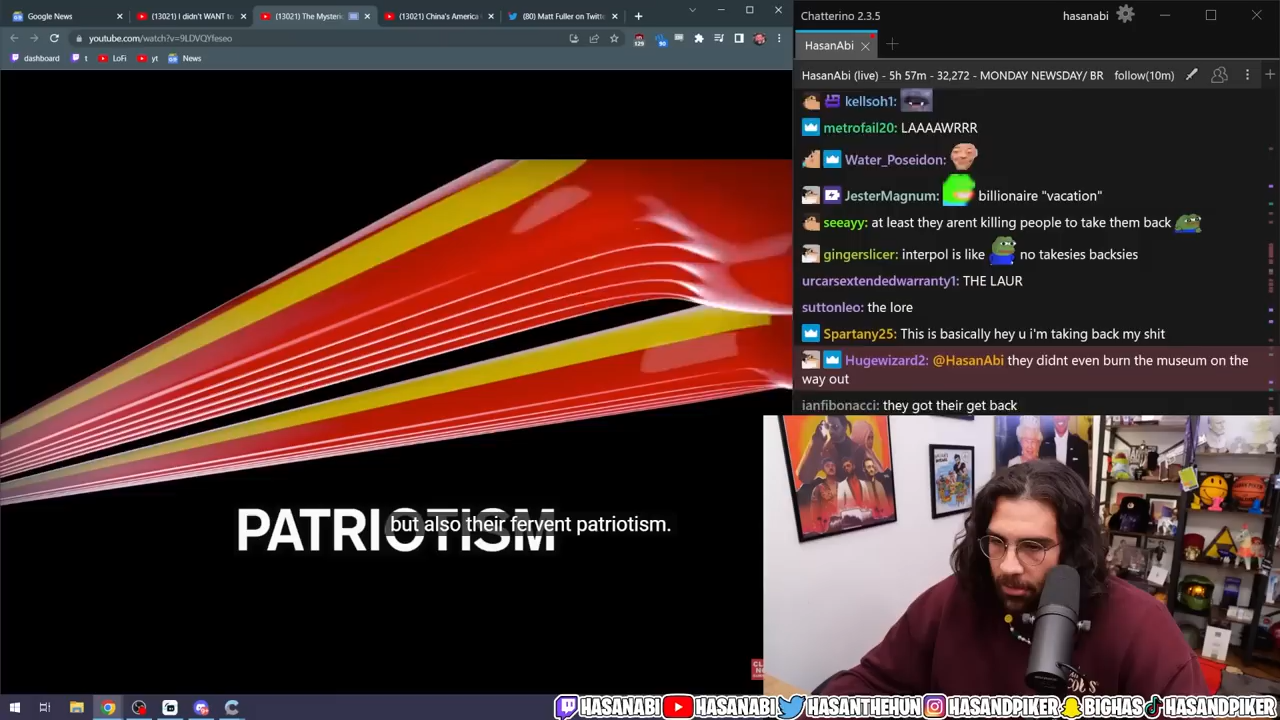 Google News
(13021) I didn't WANT to
(13021) The Mysterio
(13021) China's America
(80) Matt Fuller on Twitt
youtube.com/watch?v=9LDVQYfeseo
129
90
dashboard
t
LoFi
yt
News
PATRIOTISM
but also their fervent patriotism.
Chatterino 2.3.5
hasanabi
HasanAbi
HasanAbi (live) - 5h 57m - 32,272 - MONDAY NEWSDAY/ BR
follow(10m)
kellsoh1:
metrofail20: LAAAAWRRR
Water_Poseidon:
JesterMagnum: billionaire "vacation"
seeayy: at least they arent killing people to take them back
gingerslicer: interpol is like no takesies backsies
urcarsextendedwarranty1: THE LAUR
suttonleo: the lore
Spartany25: This is basically hey u i'm taking back my shit
Hugewizard2: @HasanAbi they didnt even burn the museum on the
way out
ianfibonacci: they got their get back
HASANABI
HASANABI
HASANTHEHUN
HASANDPIKER
BIGHAS
HASANDPIKER